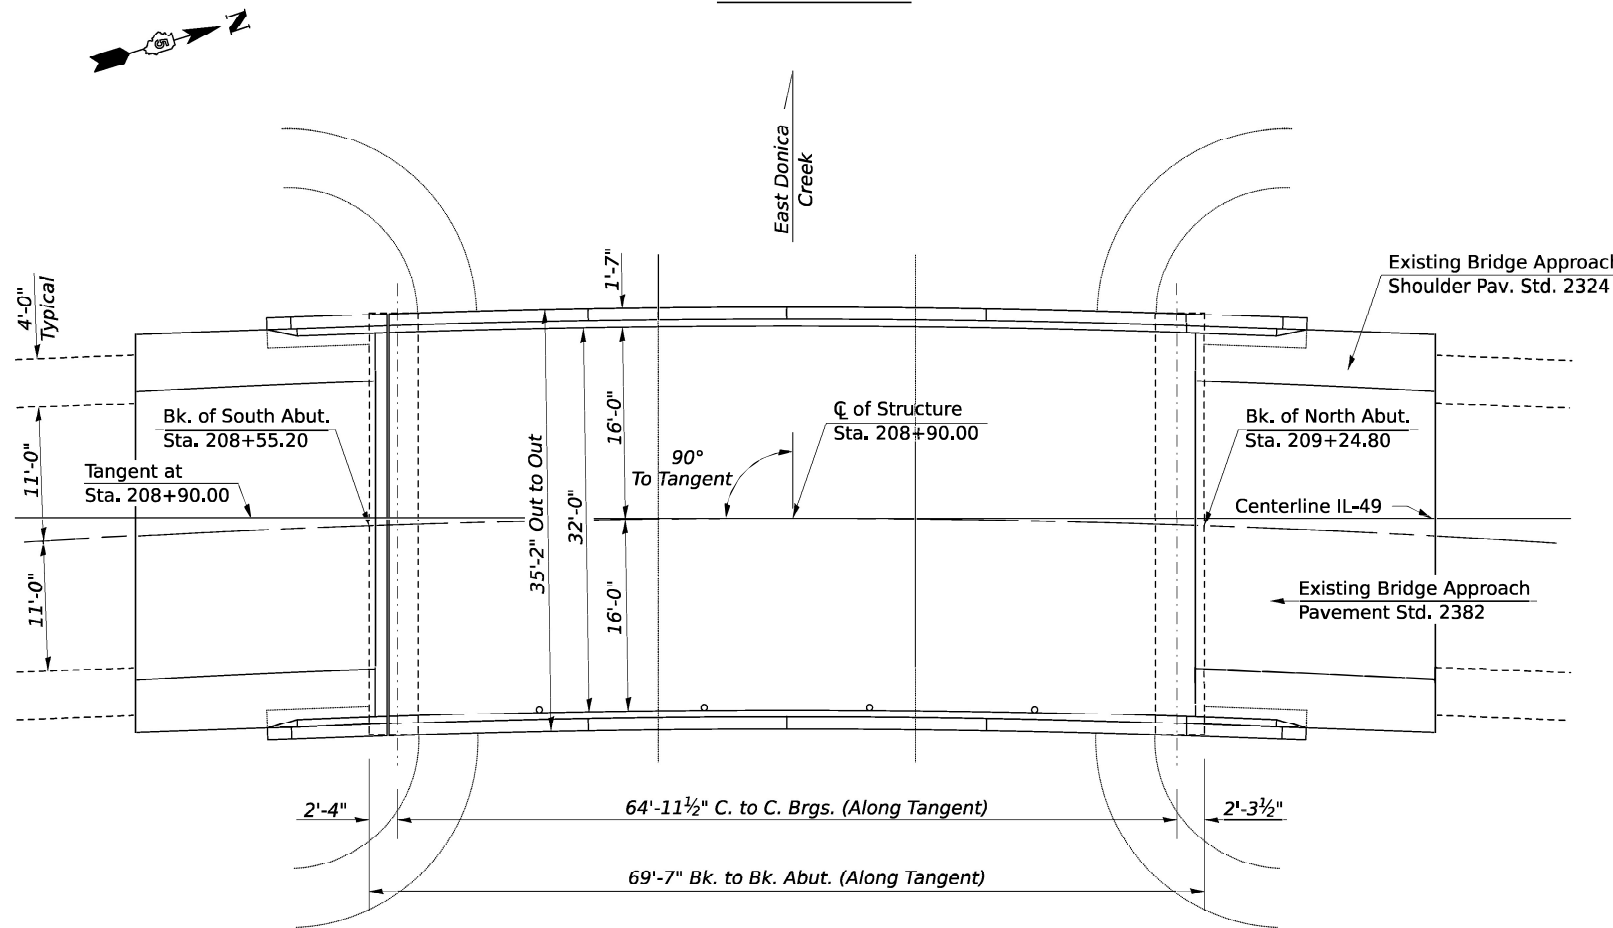 N
5
East Donica
Creek
1'-7"
Existing Bridge Approach
Shoulder Pav. Std. 2324
4'-0"
Typical
Bk. of South Abut.
Sta. 208+55.20
℄ of Structure
Sta. 208+90.00
Bk. of North Abut.
Sta. 209+24.80
11'-0"
16'-0"
Tangent at
Sta. 208+90.00
90°
To Tangent
35'-2" Out to Out
32'-0"
Centerline IL-49
11'-0"
16'-0"
Existing Bridge Approach
Pavement Std. 2382
2'-4"
64'-11½" C. to C. Brgs. (Along Tangent)
2'-3½"
69'-7" Bk. to Bk. Abut. (Along Tangent)